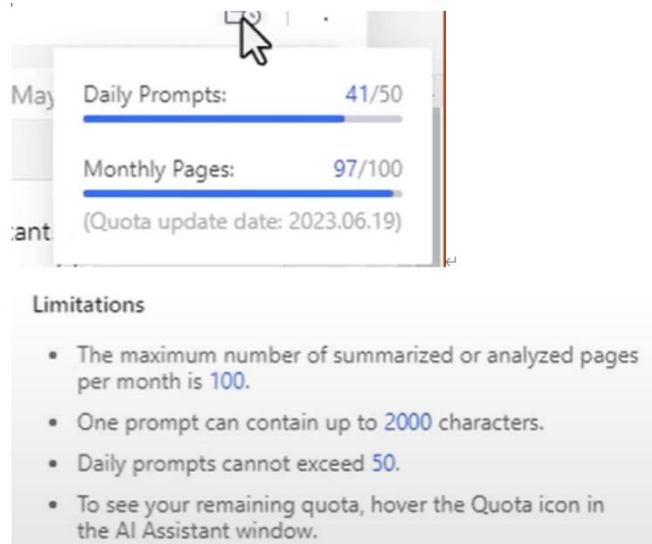 May
Daily Prompts: 41/50
Monthly Pages: 97/100
ant
(Quota update date: 2023.06.19)
Limitations
• The maximum number of summarized or analyzed pages
per month is 100.
• One prompt can contain up to 2000 characters.
• Daily prompts cannot exceed 50.
• To see your remaining quota, hover the Quota icon in
the AI Assistant window.